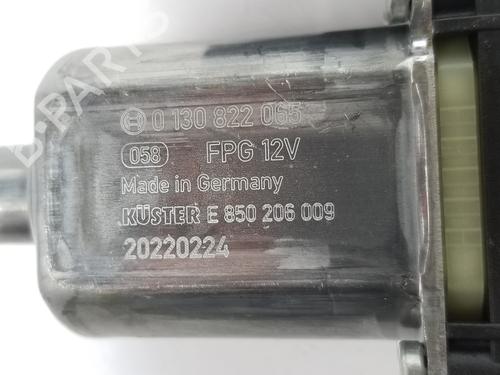 0 130 822 065
058 FPG 12V
Made in Germany
KÜSTER E 850 206 009
20220224